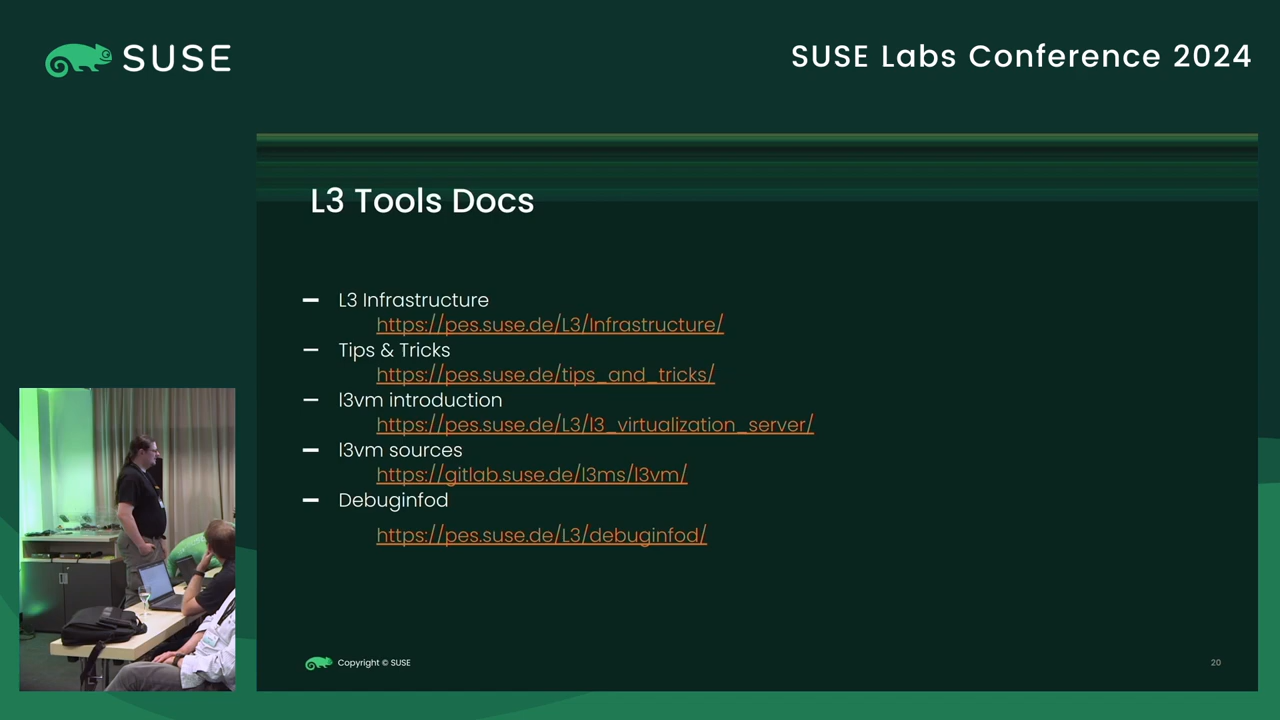 SUSE
SUSE Labs Conference 2024
L3 Tools Docs
L3 Infrastructure
https://pes.suse.de/L3/Infrastructure/
Tips & Tricks
https://pes.suse.de/tips_and_tricks/
l3vm introduction
https://pes.suse.de/L3/l3_virtualization_server/
l3vm sources
https://gitlab.suse.de/l3ms/l3vm/
Debuginfod
https://pes.suse.de/L3/debuginfod/
Copyright © SUSE
20